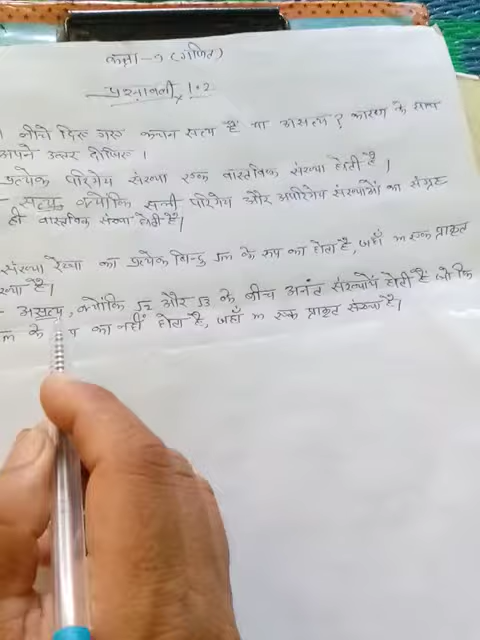 कक्षा-9 (गणित)
प्रश्नावली 1.2
1. नीचे दिए गए कथन सत्य हैं या असत्य? कारण के साथ
अपने उत्तर दीजिए।
प्रत्येक परिमेय संख्या एक वास्तविक संख्या होती है।
- सत्य, क्योंकि सभी परिमेय और अपरिमेय संख्याओं का संग्रह
ही वास्तविक संख्या होती है।
संख्या रेखा का प्रत्येक बिन्दु √m के रूप का होता है, जहाँ m एक प्राकृत
ख्या है।
- असत्य, क्योंकि √2 और √3 के बीच अनंत संख्याएँ होती हैं जो कि
√m के प का नहीं होता है, जहाँ m एक प्राकृत संख्या है।